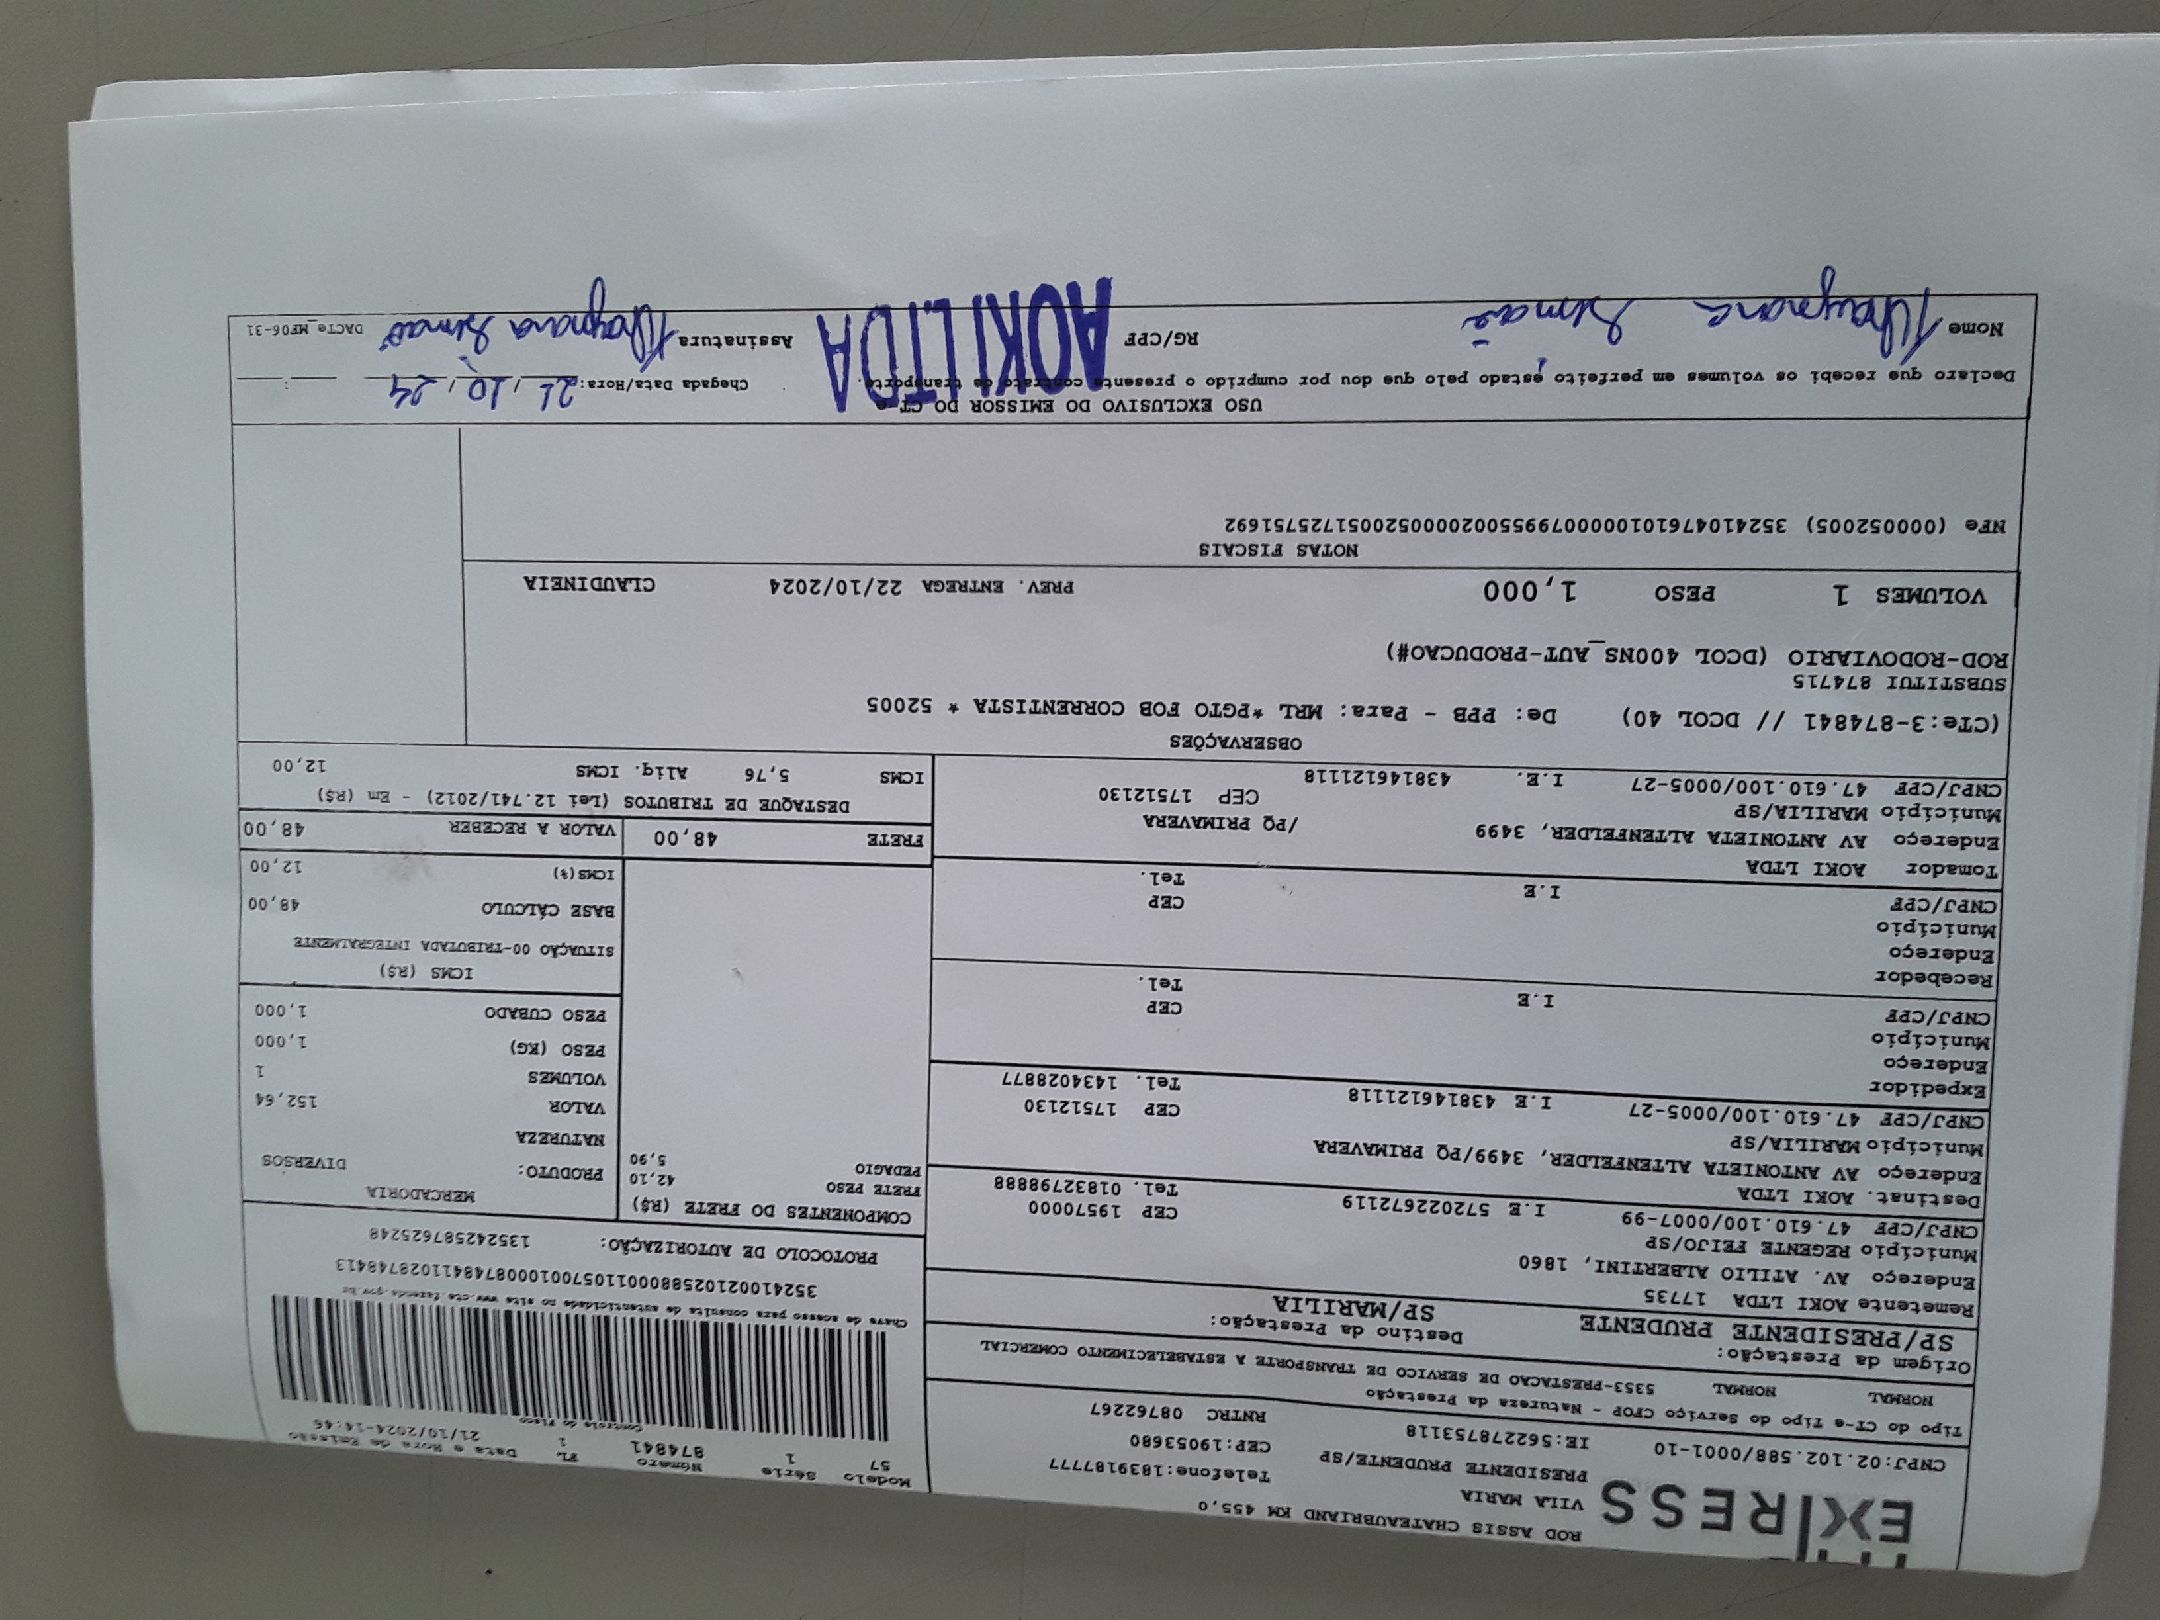 EXPRESS
ROD ASSIS CHATEAUBRIAND KM 455,0
VILA MARIA Telefone:1839187777
PRESIDENTE PRUDENTE/SP CEP:19053680
CNPJ:02.102.588/0001-10 IE:562278753118 RNTRC 08762267
Modelo Série Número FL Data e Hora de Emissão
57 1 874841 1 21/10/2024-14:46
Controle do Fisco
Tipo do CT-e Tipo do Serviço CFOP - Natureza da Prestação
NORMAL NORMAL 5353-PRESTACAO DE SERVICO DE TRANSPORTE A ESTABELECIMENTO COMERCIAL
Origem da Prestação: Destino da Prestação:
SP/PRESIDENTE PRUDENTE SP/MARILIA
Chave de acesso para consulta de autenticidade no site www.cte.fazenda.gov.br
35241002102588000110570010008748411028748413
PROTOCOLO DE AUTORIZAÇÃO: 135242587625248
Remetente AOKI LTDA 17735
Endereço AV. ATILIO ALBERTINI, 1860
Município REGENTE FEIJO/SP CEP 19570000
CNPJ/CPF 47.610.100/0007-99 I.E 572022672119 Tel. 01832798888
Destinat. AOKI LTDA
Endereço AV ANTONIETA ALTENFELDER, 3499/PQ PRIMAVERA
Município MARILIA/SP CEP 17512130
CNPJ/CPF 47.610.100/0005-27 I.E 438146121118 Tel. 1434028877
Expedidor
Endereço
Município CEP
CNPJ/CPF I.E Tel.
Recebedor
Endereço
Município CEP
CNPJ/CPF I.E Tel.
Tomador AOKI LTDA
Endereço AV ANTONIETA ALTENFELDER, 3499 /PQ PRIMAVERA
Município MARILIA/SP CEP 17512130
CNPJ/CPF 47.610.100/0005-27 I.E. 438146121118
COMPONENTES DO FRETE (R$)
FRETE PESO 42,10
PEDAGIO 5,90
MERCADORIA
PRODUTO: DIVERSOS
NATUREZA
VALOR 152,64
VOLUMES 1
PESO (KG) 1,000
PESO CUBADO 1,000
ICMS (R$)
SITUAÇÃO 00-TRIBUTADA INTEGRALMENTE
BASE CÁLCULO 48,00
ICMS(%) 12,00
FRETE 48,00 VALOR A RECEBER 48,00
DESTAQUE DE TRIBUTOS (Lei 12.741/2012) - Em (R$)
ICMS 5,76 Aliq. ICMS 12,00
OBSERVAÇÕES
(CTe:3-874841 // DCOL 40) De: PPB - Para: MRL *PGTO FOB CORRENTISTA * 52005
SUBSTITUI 874715
ROD-RODOVIARIO (DCOL 400NS_AUT-PRODUCAO#)
VOLUMES 1 PESO 1,000 PREV. ENTREGA 22/10/2024 CLAUDINEIA
NOTAS FISCAIS
NFe (000052005) 35241047610100000799550020000520051725751692
USO EXCLUSIVO DO EMISSOR DO CT-e
Declaro que recebi os volumes em perfeito estado pelo que dou por cumprido o presente contrato de transporte. Chegada Data/Hora: 21/10/24 __:__
Nome Thaynara Simão RG/CPF AOKI LTDA Assinatura Thaynara Simão DACTe_MF06-31